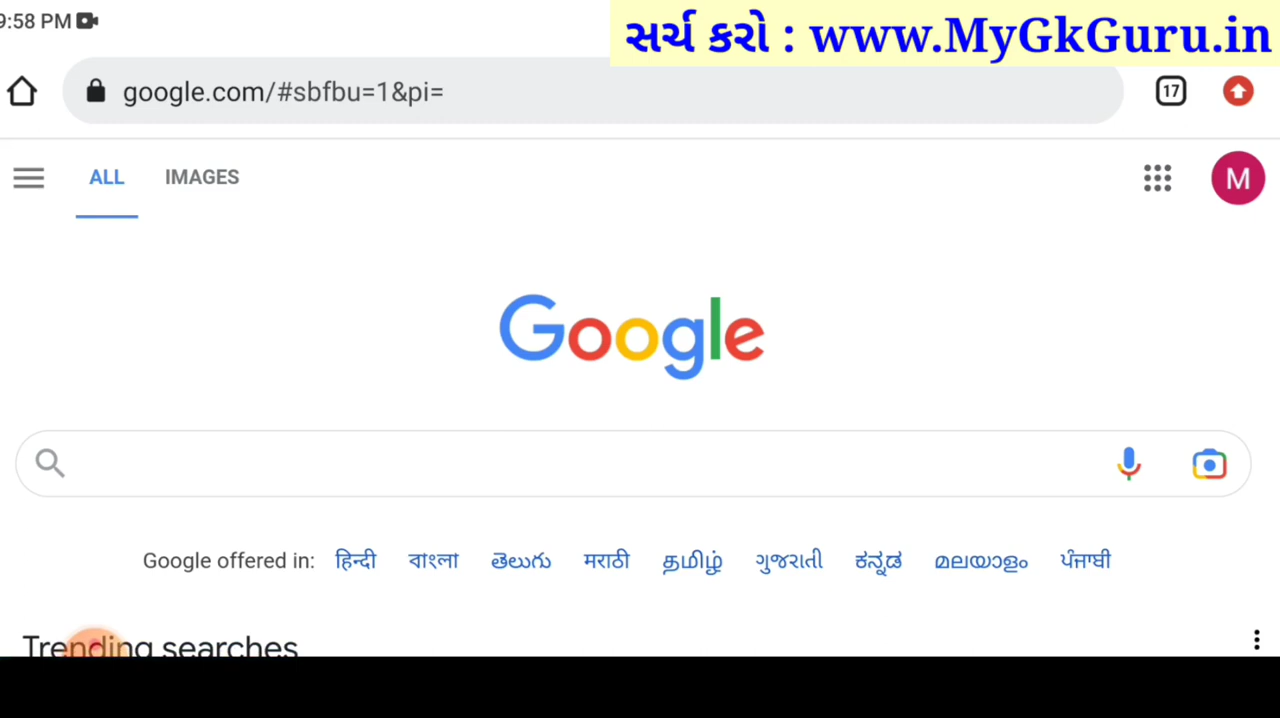 9:58 PM
સર્ચ કરો : www.MyGkGuru.in
google.com/#sbfbu=1&pi=
17
ALL IMAGES
M
Google
Google offered in: हिन्दी বাংলা తెలుగు मराठी தமிழ் ગુજરાતી ಕನ್ನಡ മലയാളം ਪੰਜਾਬੀ
Trending searches